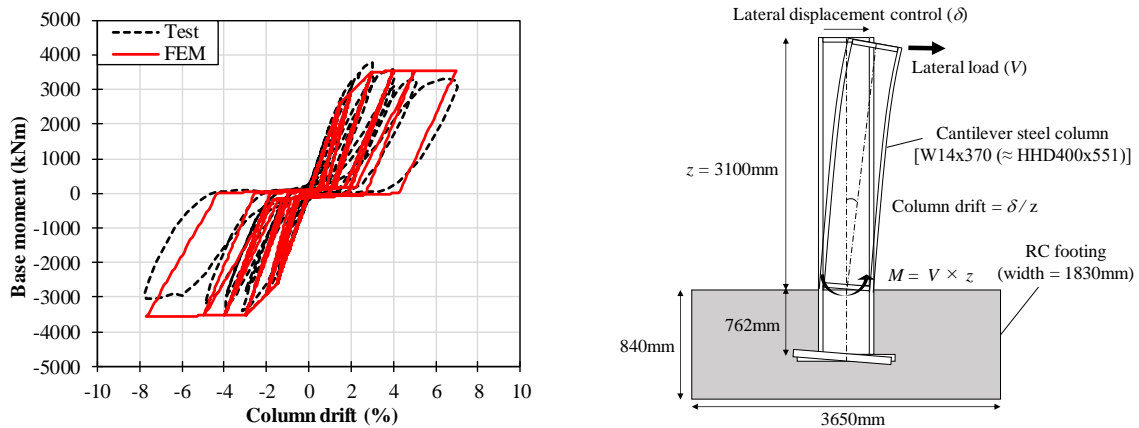 Test
FEM
5000
4000
3000
2000
1000
0
-1000
-2000
-3000
-4000
-5000
-10 -8 -6 -4 -2 0 2 4 6 8 10
Base moment (kNm)
Column drift (%)
Lateral displacement control (δ)
Lateral load (V)
Cantilever steel column
[W14x370 (≈ HHD400x551)]
z = 3100mm
Column drift = δ / z
RC footing
(width = 1830mm)
M = V × z
762mm
840mm
3650mm